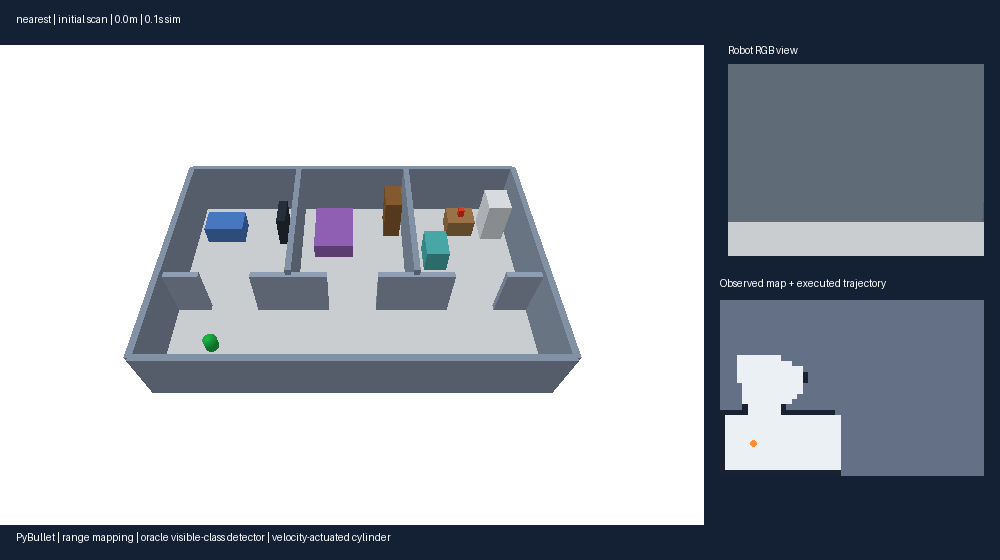 nearest | initial scan | 0.0m | 0.1s sim
Robot RGB view
Observed map + executed trajectory
PyBullet | range mapping | oracle visible-class detector | velocity-actuated cylinder